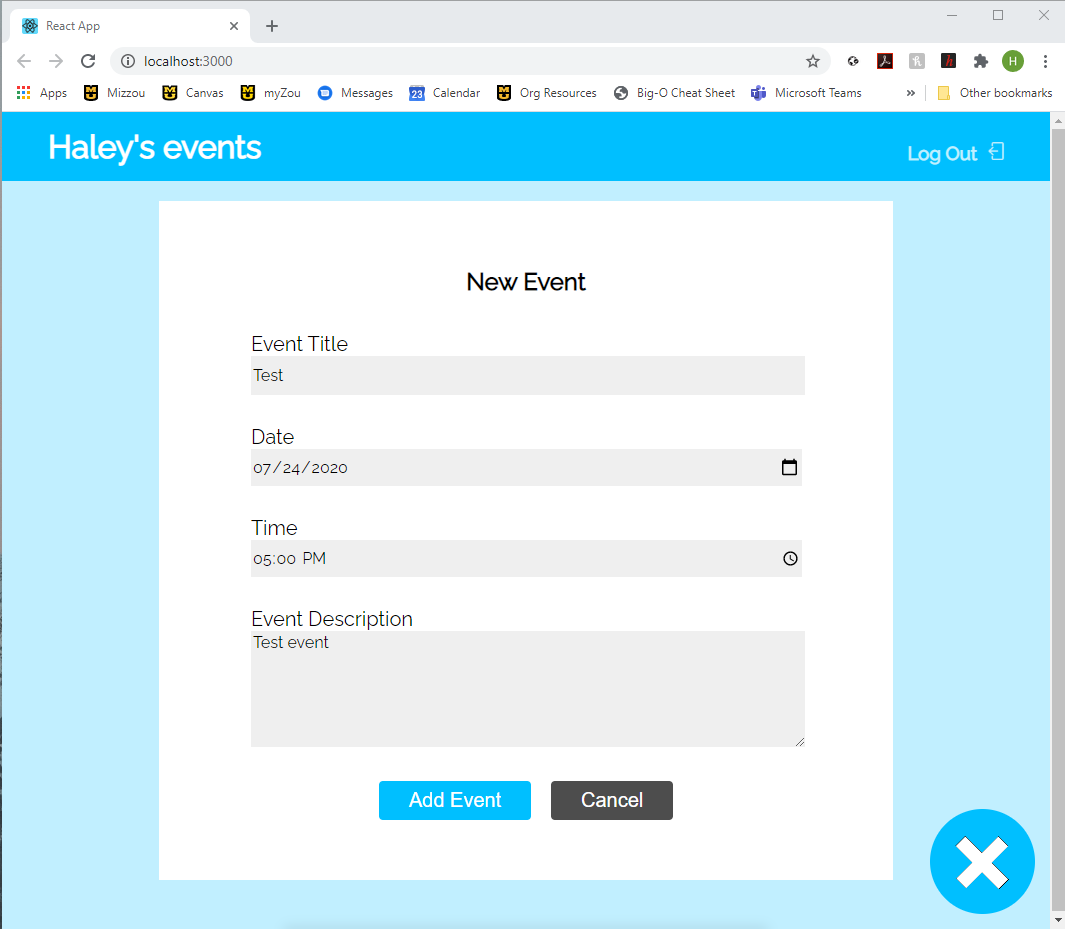 React App
localhost:3000
H
Apps Mizzou Canvas myZou Messages 23 Calendar Org Resources Big-O Cheat Sheet Microsoft Teams » Other bookmarks
Haley's events
Log Out
New Event
Event Title
Test
Date
07/24/2020
Time
05:00 PM
Event Description
Test event
Add Event Cancel